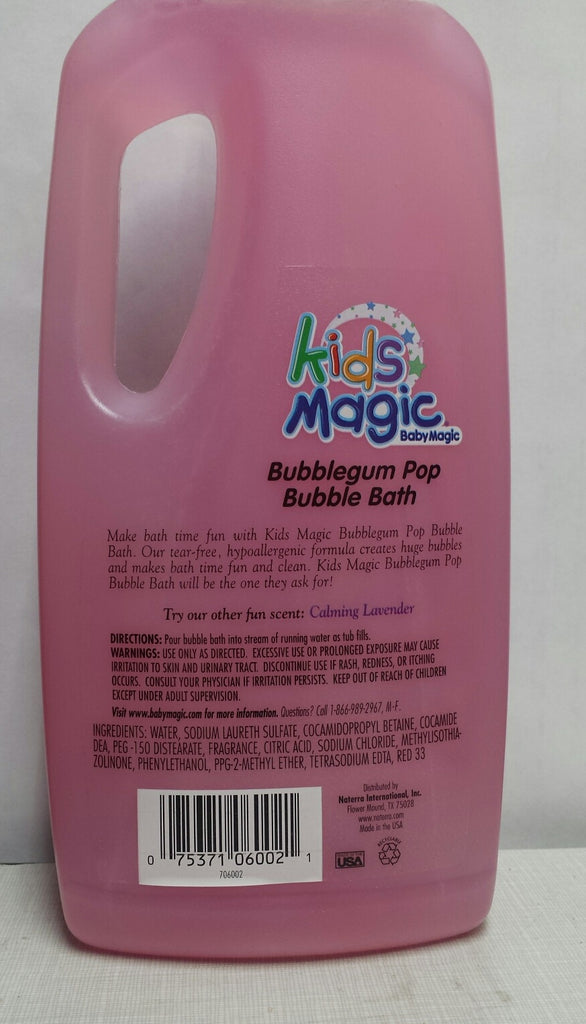 kids
Magic
BabyMagic
Bubblegum Pop
Bubble Bath
Make bath time fun with Kids Magic Bubblegum Pop Bubble
Bath. Our tear-free, hypoallergenic formula creates huge bubbles
and makes bath time fun and clean. Kids Magic Bubblegum Pop
Bubble Bath will be the one they ask for!
Try our other fun scent: Calming Lavender
DIRECTIONS: Pour bubble bath into stream of running water as tub fills.
WARNINGS: USE ONLY AS DIRECTED. EXCESSIVE USE OR PROLONGED EXPOSURE MAY CAUSE
IRRITATION TO SKIN AND URINARY TRACT. DISCONTINUE USE IF RASH, REDNESS, OR ITCHING
OCCURS. CONSULT YOUR PHYSICIAN IF IRRITATION PERSISTS. KEEP OUT OF REACH OF CHILDREN
EXCEPT UNDER ADULT SUPERVISION.
Visit www.babymagic.com for more information. Questions? Call 1-866-989-2967, M-F.
INGREDIENTS: WATER, SODIUM LAURETH SULFATE, COCAMIDOPROPYL BETAINE, COCAMIDE
DEA, PEG -150 DISTEARATE, FRAGRANCE, CITRIC ACID, SODIUM CHLORIDE, METHYLISOTHIA-
ZOLINONE, PHENYLETHANOL, PPG-2-METHYL ETHER, TETRASODIUM EDTA, RED 33
Distributed by
Naterra International, Inc.
Flower Mound, TX 75028
www.naterra.com
Made in the USA
0 75371 06002 1
706002
USA
RECYCLABLE